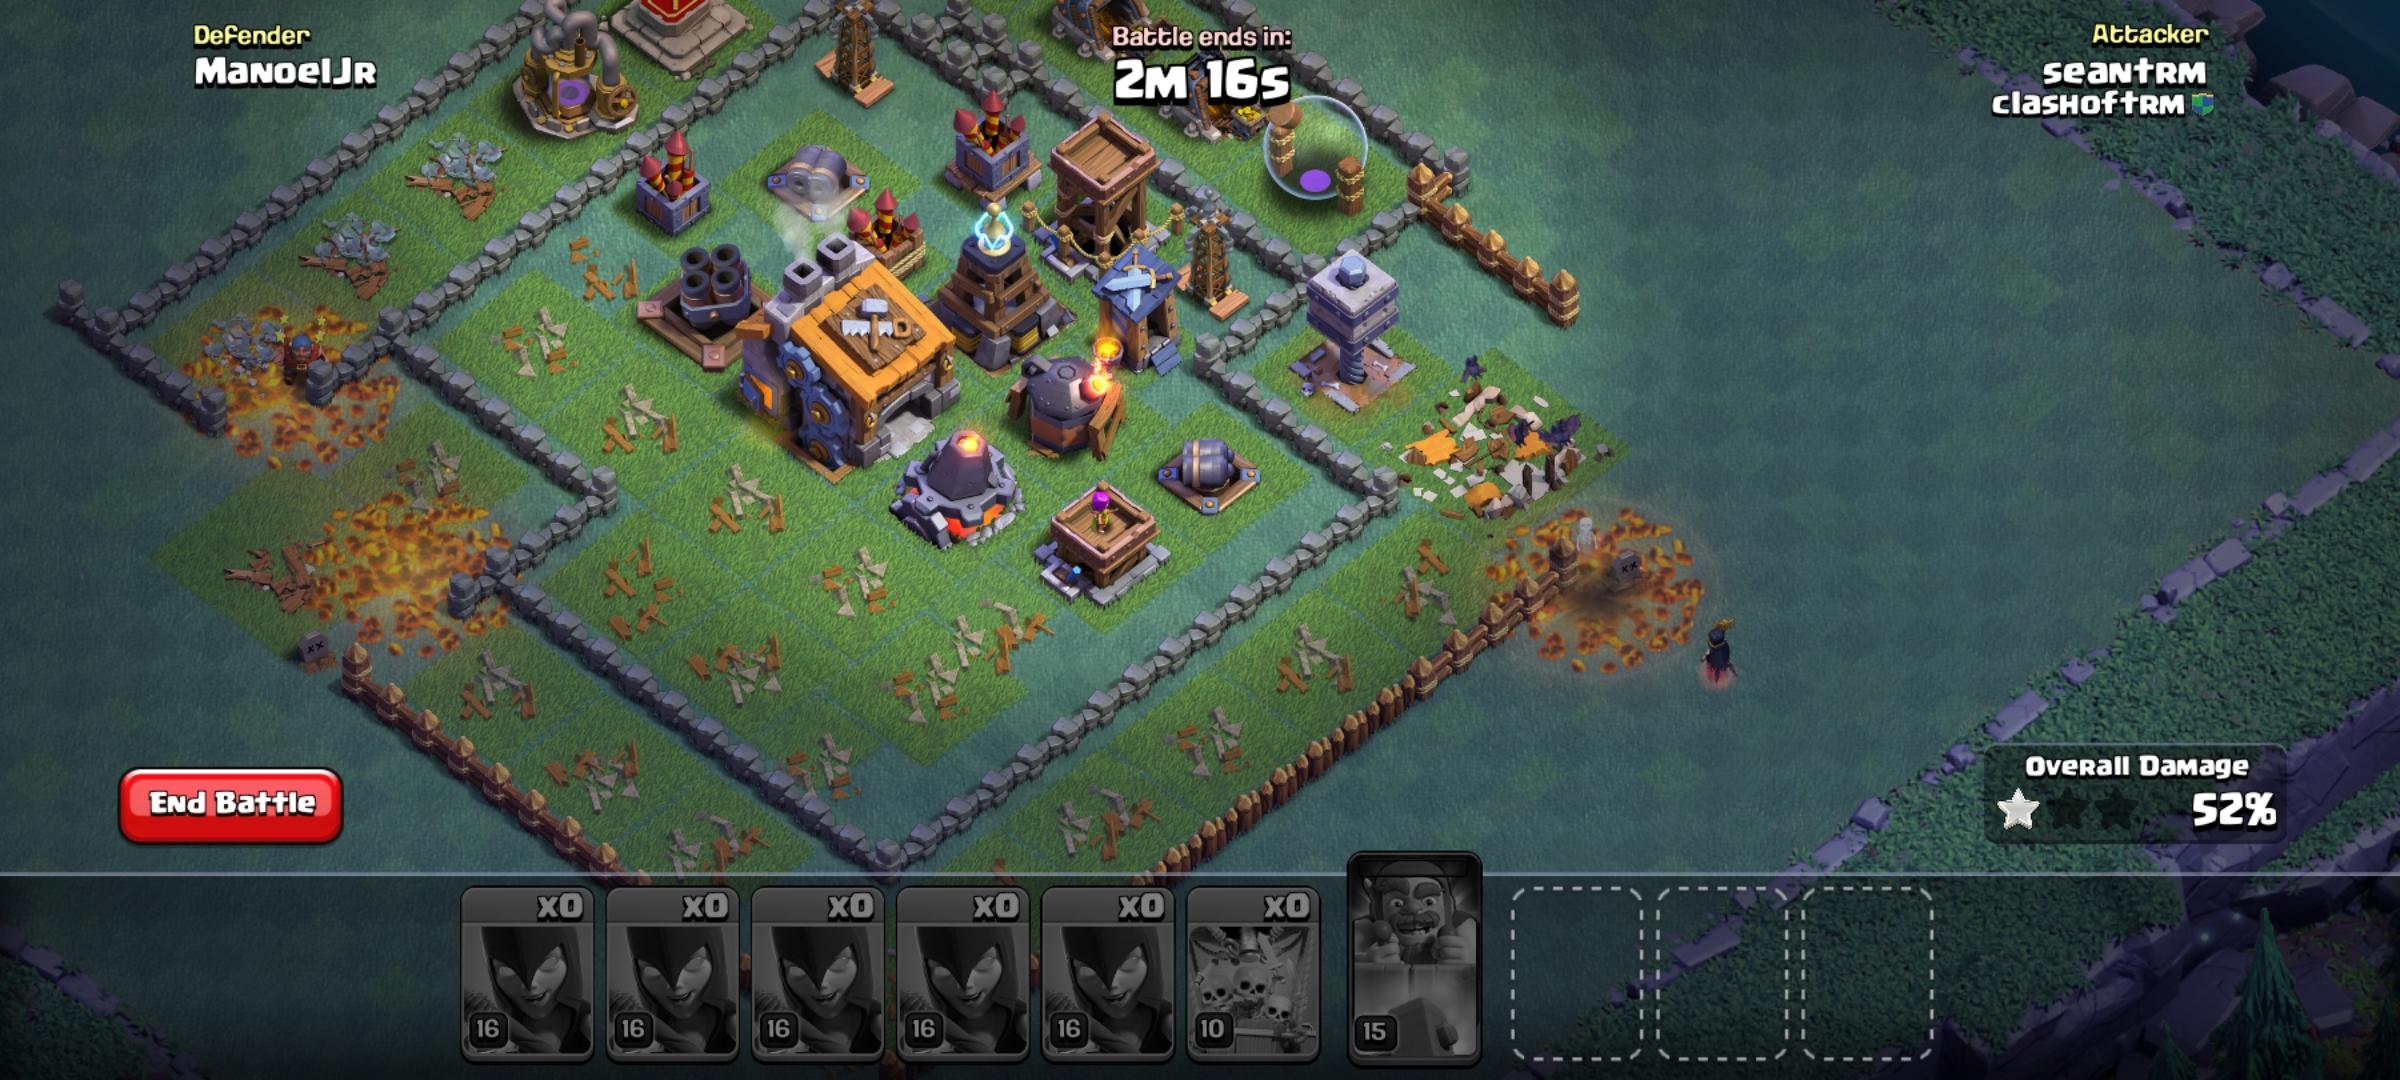 Defender
ManoelJr
Battle ends in:
2M 16s
Attacker
seantRM
clashoftRM
End Battle
Overall Damage
52%
x0
x0
x0
x0
x0
x0
16
16
16
16
16
10
15